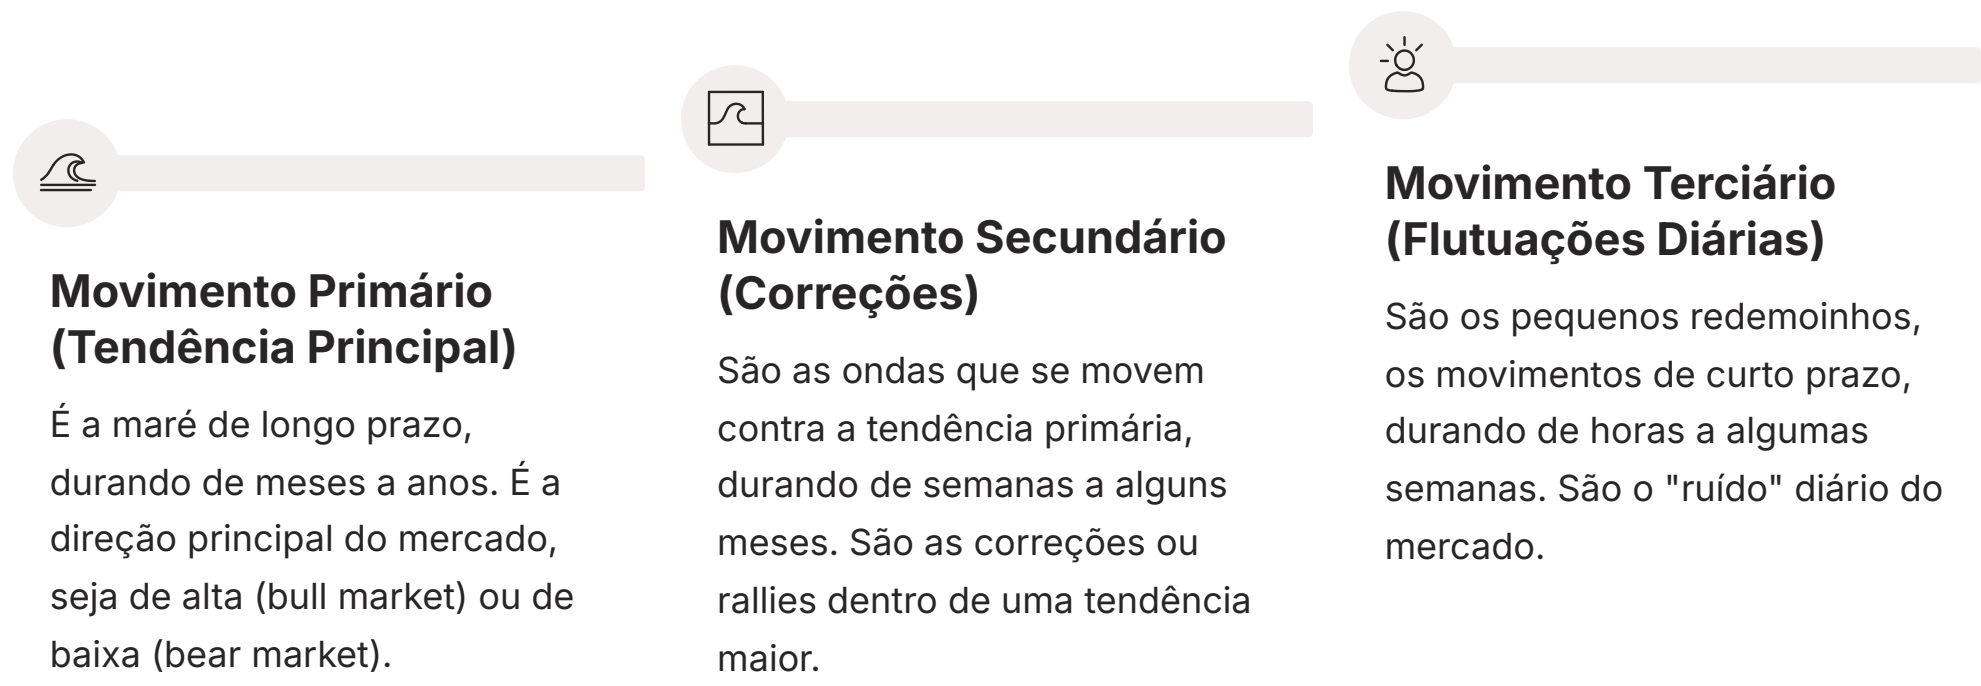 Movimento Primário
(Tendência Principal)
É a maré de longo prazo,
durando de meses a anos. É a
direção principal do mercado,
seja de alta (bull market) ou de
baixa (bear market).
Movimento Secundário
(Correções)
São as ondas que se movem
contra a tendência primária,
durando de semanas a alguns
meses. São as correções ou
rallies dentro de uma tendência
maior.
Movimento Terciário
(Flutuações Diárias)
São os pequenos redemoinhos,
os movimentos de curto prazo,
durando de horas a algumas
semanas. São o "ruído" diário do
mercado.